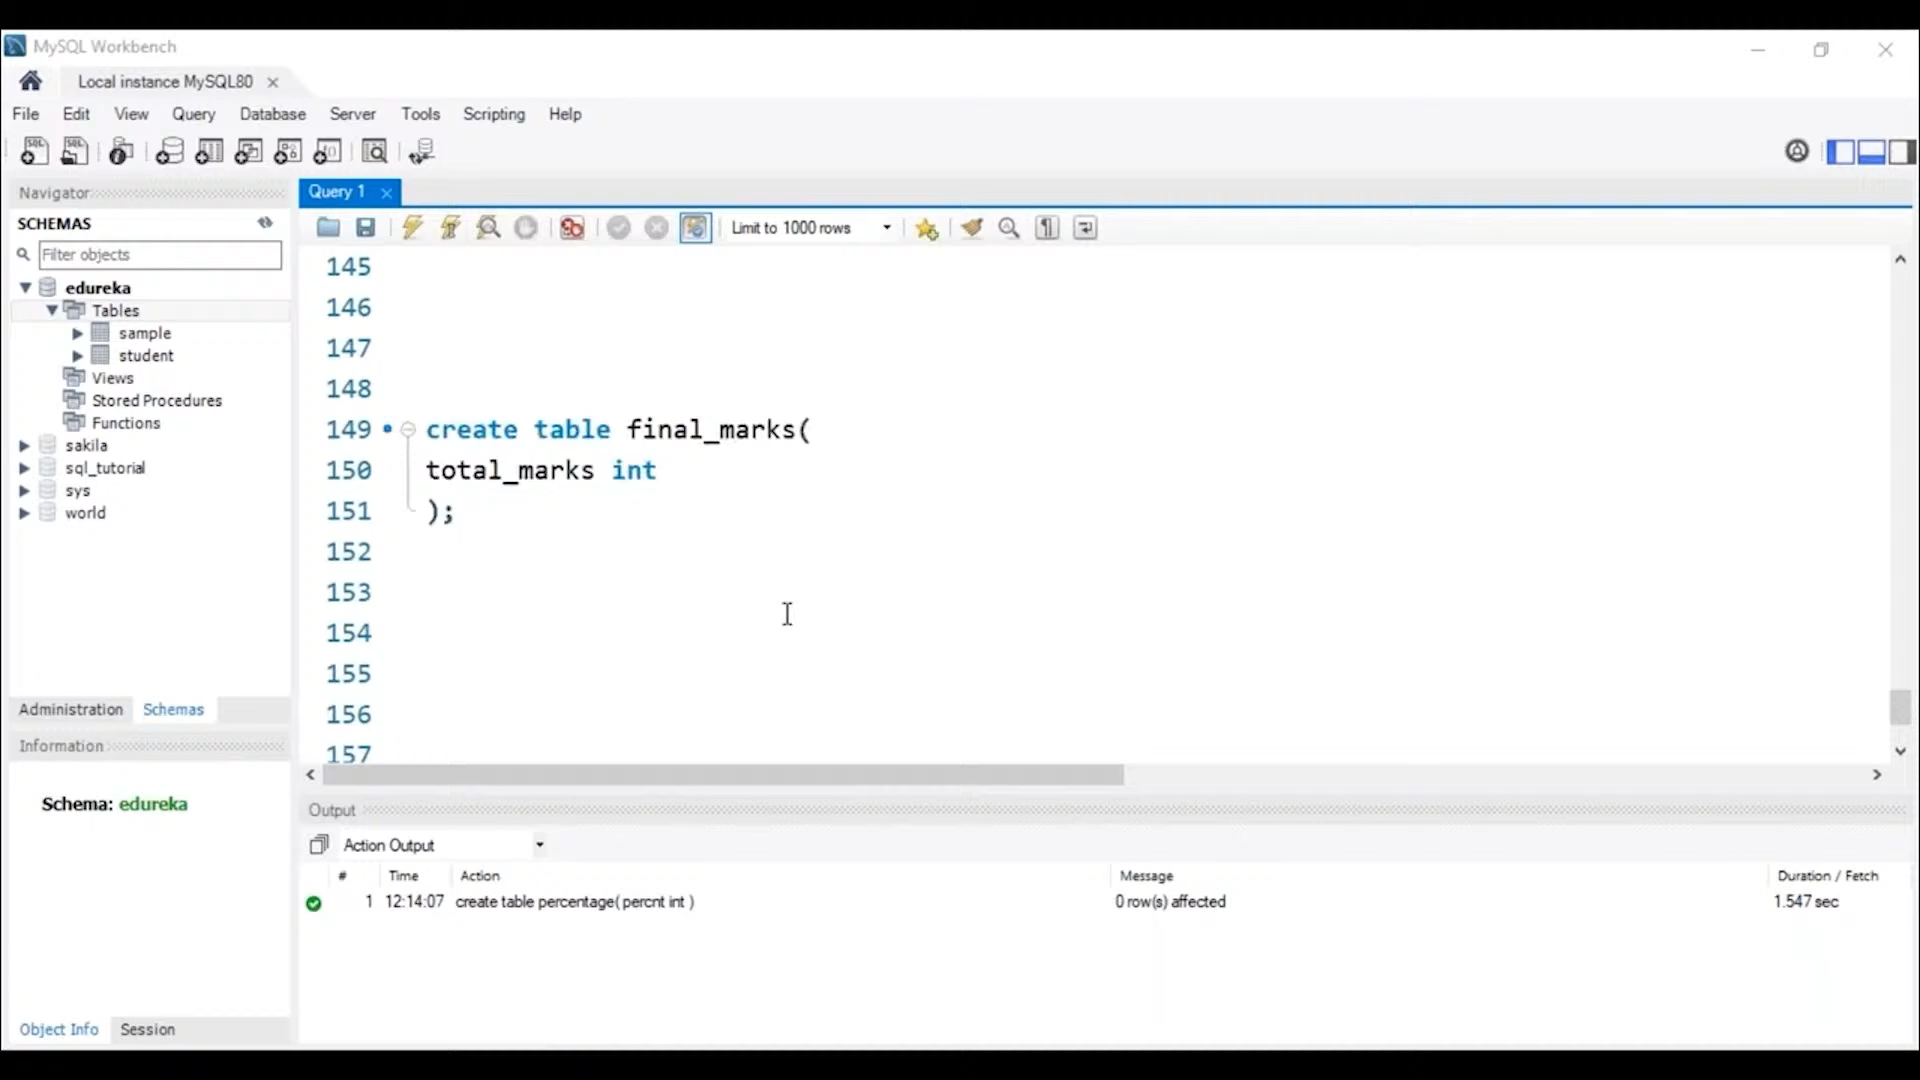 MySQL Workbench
Local instance MySQL80
File Edit View Query Database Server Tools Scripting Help
Navigator
SCHEMAS
Filter objects
edureka
Tables
sample
student
Views
Stored Procedures
Functions
sakila
sql_tutorial
sys
world
Administration Schemas
Information
Schema: edureka
Object Info Session
Query 1
Limit to 1000 rows
145
146
147
148
149 create table final_marks(
150 total_marks int
151 );
152
153
154
155
156
157
Output
Action Output
# Time Action Message Duration / Fetch
1 12:14:07 create table percentage( percnt int ) 0 row(s) affected 1.547 sec